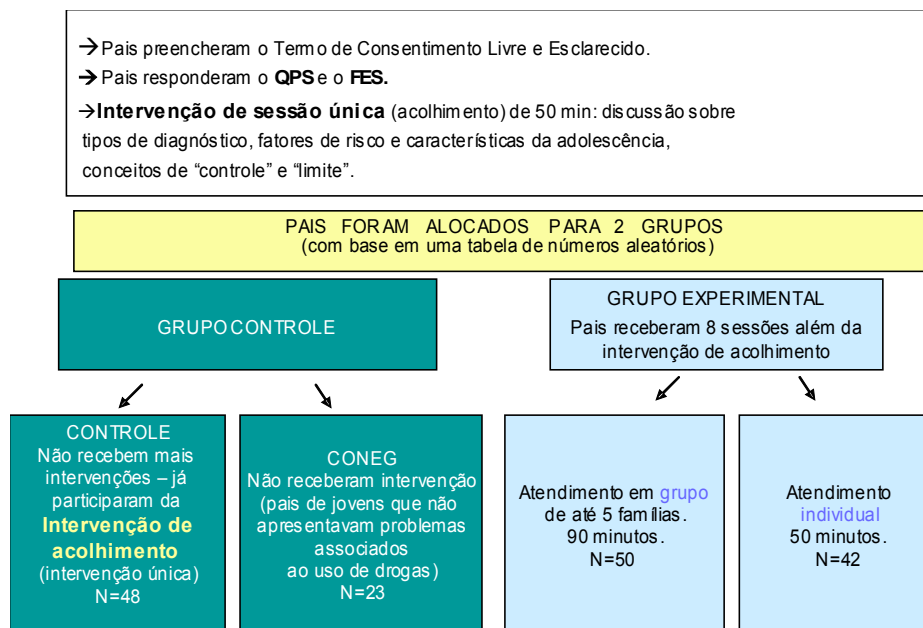 →Pais preencheram o Termo de Consentimento Livre e Esclarecido.
→Pais responderam o QPS e o FES.
→Intervenção de sessão única (acolhimento) de 50 min: discussão sobre
tipos de diagnóstico, fatores de risco e características da adolescência,
conceitos de “controle” e “limite”.
PAIS FORAM ALOCADOS PARA 2 GRUPOS
(com base em uma tabela de números aleatórios)
GRUPO CONTROLE
GRUPO EXPERIMENTAL
Pais receberam 8 sessões além da
intervenção de acolhimento
CONTROLE
Não recebem mais
intervenções – já
participaram da
Intervenção de
acolhimento
(intervenção única)
N=48
CONEG
Não receberam intervenção
(pais de jovens que não
apresentavam problemas
associados
ao uso de drogas)
N=23
Atendimento em grupo
de até 5 famílias.
90 minutos.
N=50
Atendimento
individual
50 minutos.
N=42